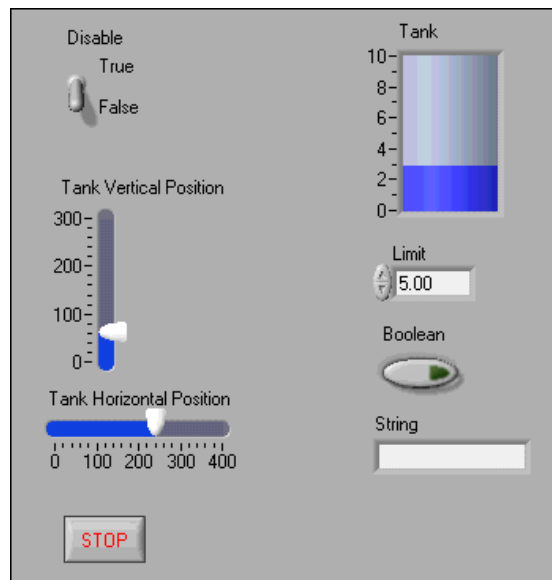 Disable
True
False
Tank
10
8
6
4
2
0
Tank Vertical Position
300
200
100
0
Limit
5.00
Boolean
Tank Horizontal Position
0 100 200 300 400
String
STOP